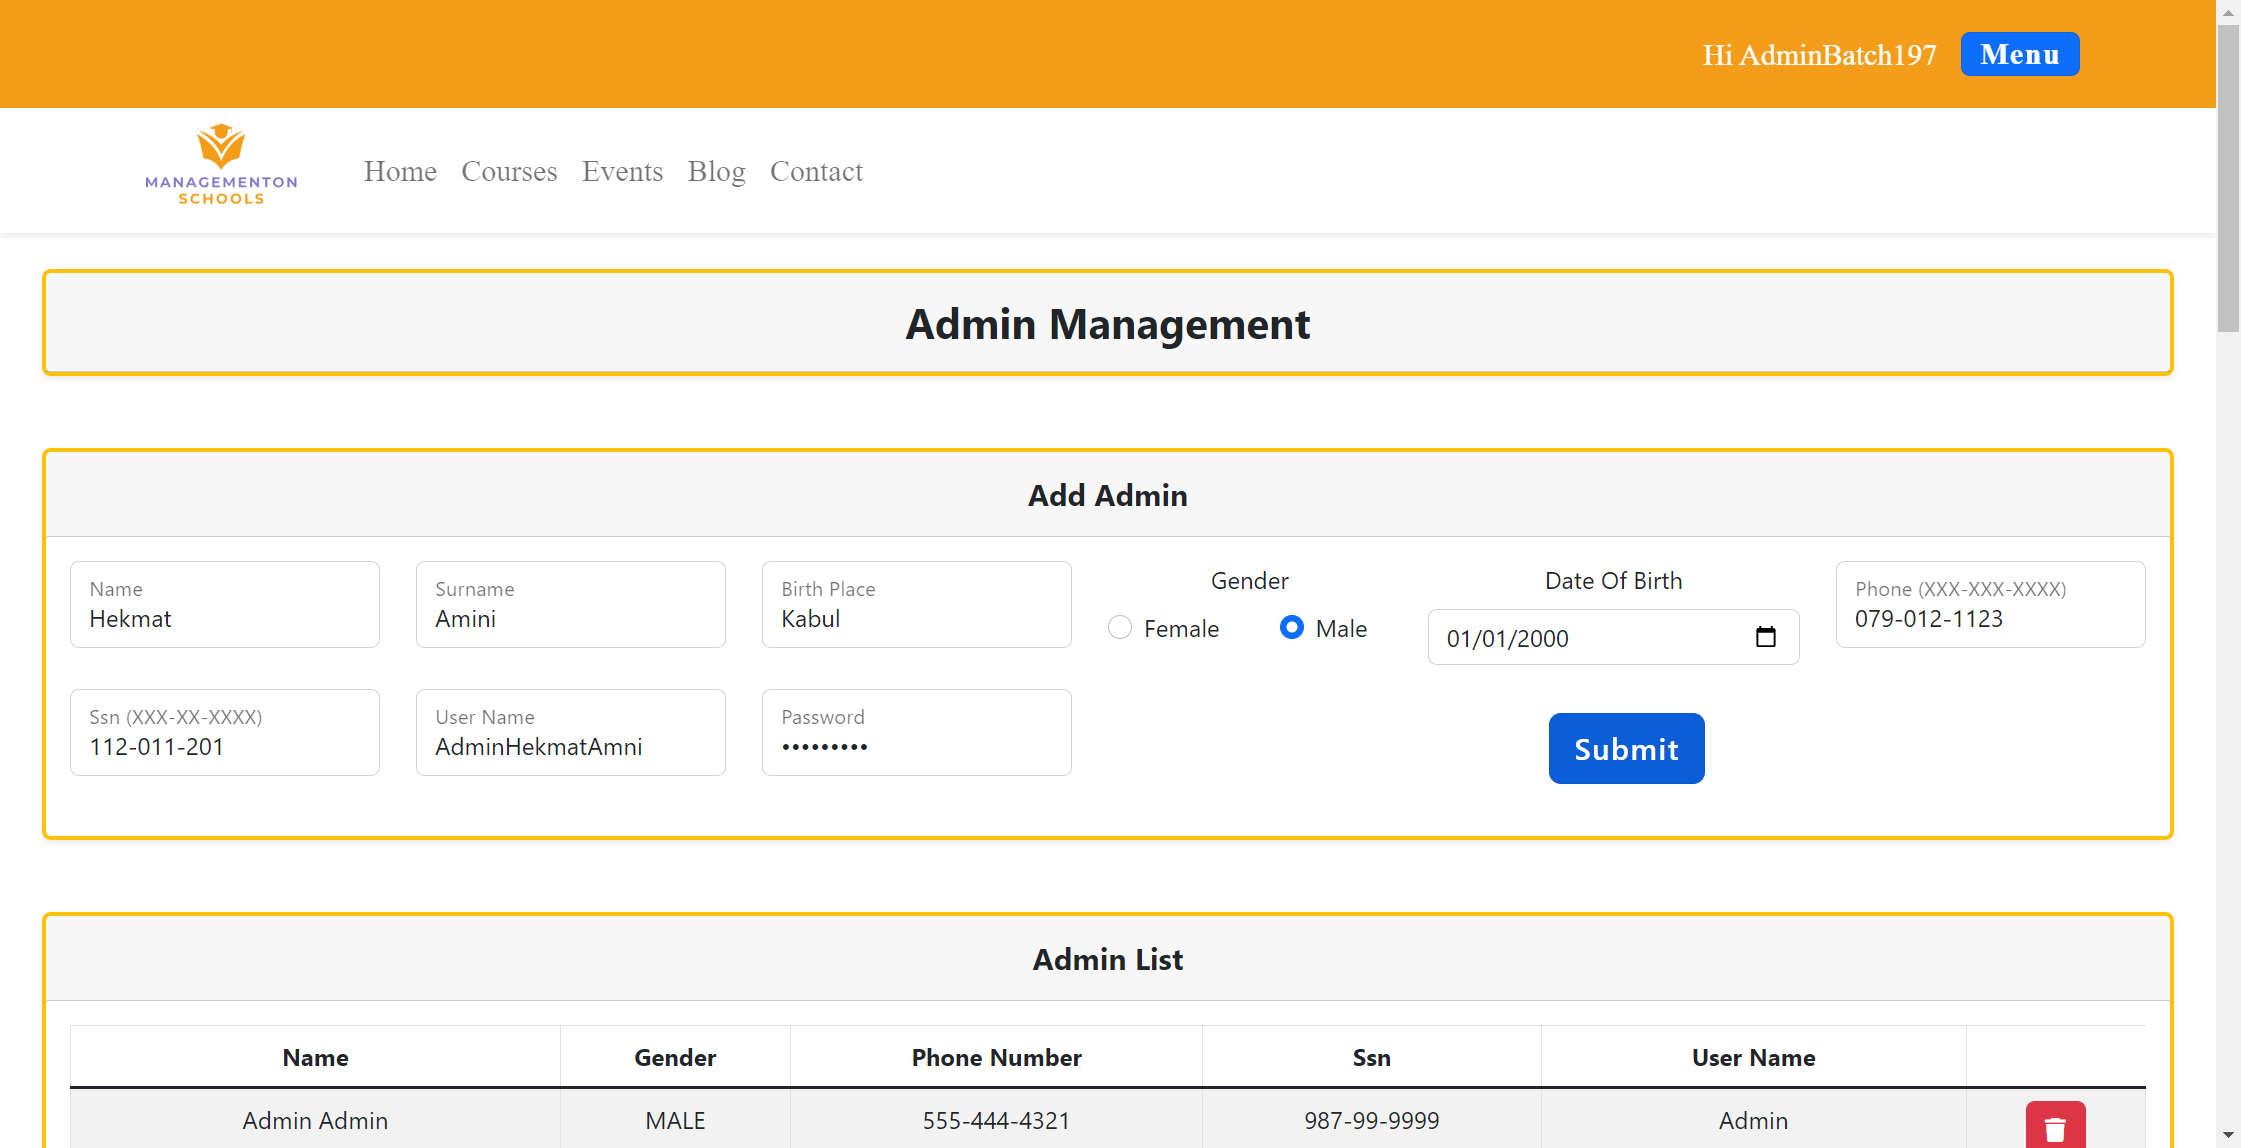 Hi AdminBatch197 Menu
MANAGEMENTON
SCHOOLS
Home Courses Events Blog Contact
Admin Management
Add Admin
Name
Hekmat
Surname
Amini
Birth Place
Kabul
Gender
Female Male
Date Of Birth
01/01/2000
Phone (XXX-XXX-XXXX)
079-012-1123
Ssn (XXX-XX-XXXX)
112-011-201
User Name
AdminHekmatAmni
Password
•••••••••
Submit
Admin List
Name Gender Phone Number Ssn User Name
Admin Admin MALE 555-444-4321 987-99-9999 Admin